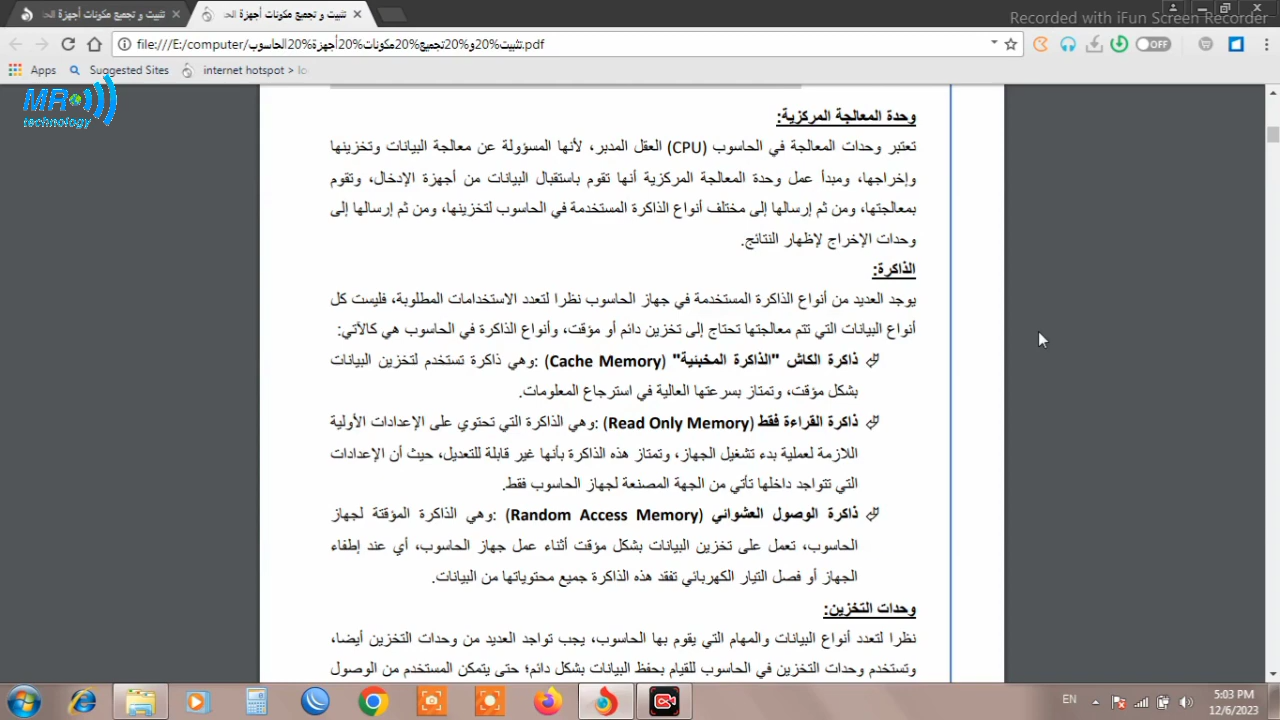 تثبيت و تجميع مكونات أجهزة الحا
تثبيت و تجميع مكونات أجهزة الحا
Recorded with iFun Screen Recorder
file:///E:/computer/تثبيت%20و%20تجميع%20مكونات%20أجهزة%20الحاسوب.pdf
OFF
Apps
Suggested Sites
internet hotspot > lo
MR
technology
وحدة المعالجة المركزية:
تعتبر وحدات المعالجة في الحاسوب (CPU) العقل المدبر، لأنها المسؤولة عن معالجة البيانات وتخزينها
وإخراجها، ومبدأ عمل وحدة المعالجة المركزية أنها تقوم باستقبال البيانات من أجهزة الإدخال، وتقوم
بمعالجتها، ومن ثم إرسالها إلى مختلف أنواع الذاكرة المستخدمة في الحاسوب لتخزينها، ومن ثم إرسالها إلى
وحدات الإخراج لإظهار النتائج.
الذاكرة:
يوجد العديد من أنواع الذاكرة المستخدمة في جهاز الحاسوب نظرا لتعدد الاستخدامات المطلوبة، فليست كل
أنواع البيانات التي تتم معالجتها تحتاج إلى تخزين دائم أو مؤقت، وأنواع الذاكرة في الحاسوب هي كالآتي:
ذاكرة الكاش "الذاكرة المخبئية" (Cache Memory) :وهي ذاكرة تستخدم لتخزين البيانات
بشكل مؤقت، وتمتاز بسرعتها العالية في استرجاع المعلومات.
ذاكرة القراءة فقط (Read Only Memory) :وهي الذاكرة التي تحتوي على الإعدادات الأولية
اللازمة لعملية بدء تشغيل الجهاز، وتمتاز هذه الذاكرة بأنها غير قابلة للتعديل، حيث أن الإعدادات
التي تتواجد داخلها تأتي من الجهة المصنعة لجهاز الحاسوب فقط.
ذاكرة الوصول العشوائي (Random Access Memory) :وهي الذاكرة المؤقتة لجهاز
الحاسوب، تعمل على تخزين البيانات بشكل مؤقت أثناء عمل جهاز الحاسوب، أي عند إطفاء
الجهاز أو فصل التيار الكهربائي تفقد هذه الذاكرة جميع محتوياتها من البيانات.
وحدات التخزين:
نظرا لتعدد أنواع البيانات والمهام التي يقوم بها الحاسوب، يجب تواجد العديد من وحدات التخزين أيضا،
وتستخدم وحدات التخزين في الحاسوب للقيام بحفظ البيانات بشكل دائم؛ حتى يتمكن المستخدم من الوصول
EN
5:03 PM
12/6/2023